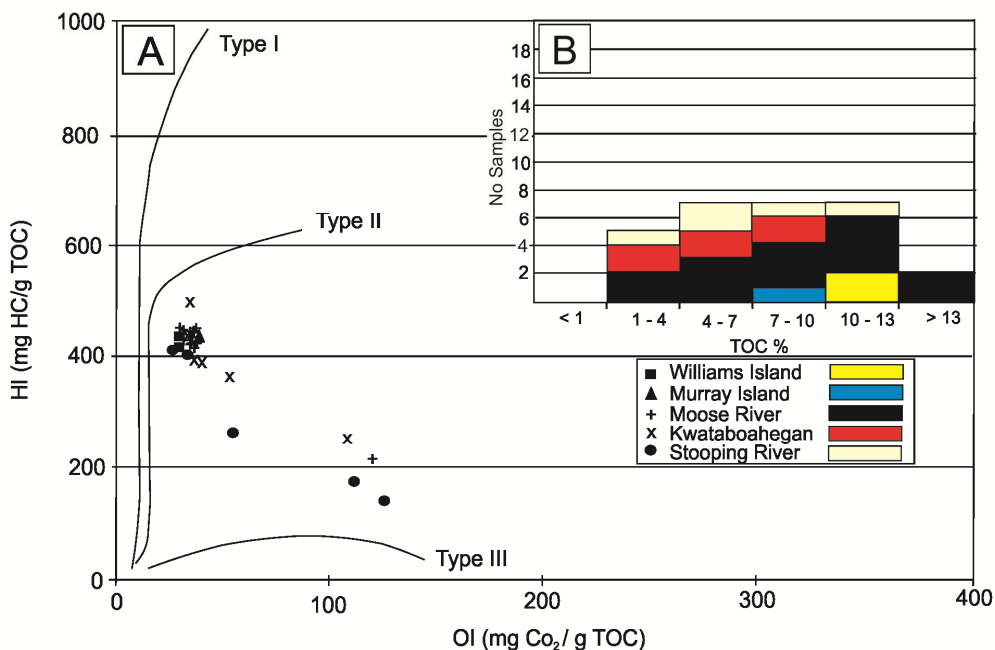 A
Type I
Type II
Type III
1000
800
600
400
200
0
HI (mg HC/g TOC)
0
100
200
300
400
OI (mg Co2/ g TOC)
B
No Samples
18
16
14
12
10
8
6
4
2
< 1
1 - 4
4 - 7
7 - 10
10 - 13
> 13
TOC %
Williams Island
Murray Island
Moose River
Kwataboahegan
Stooping River